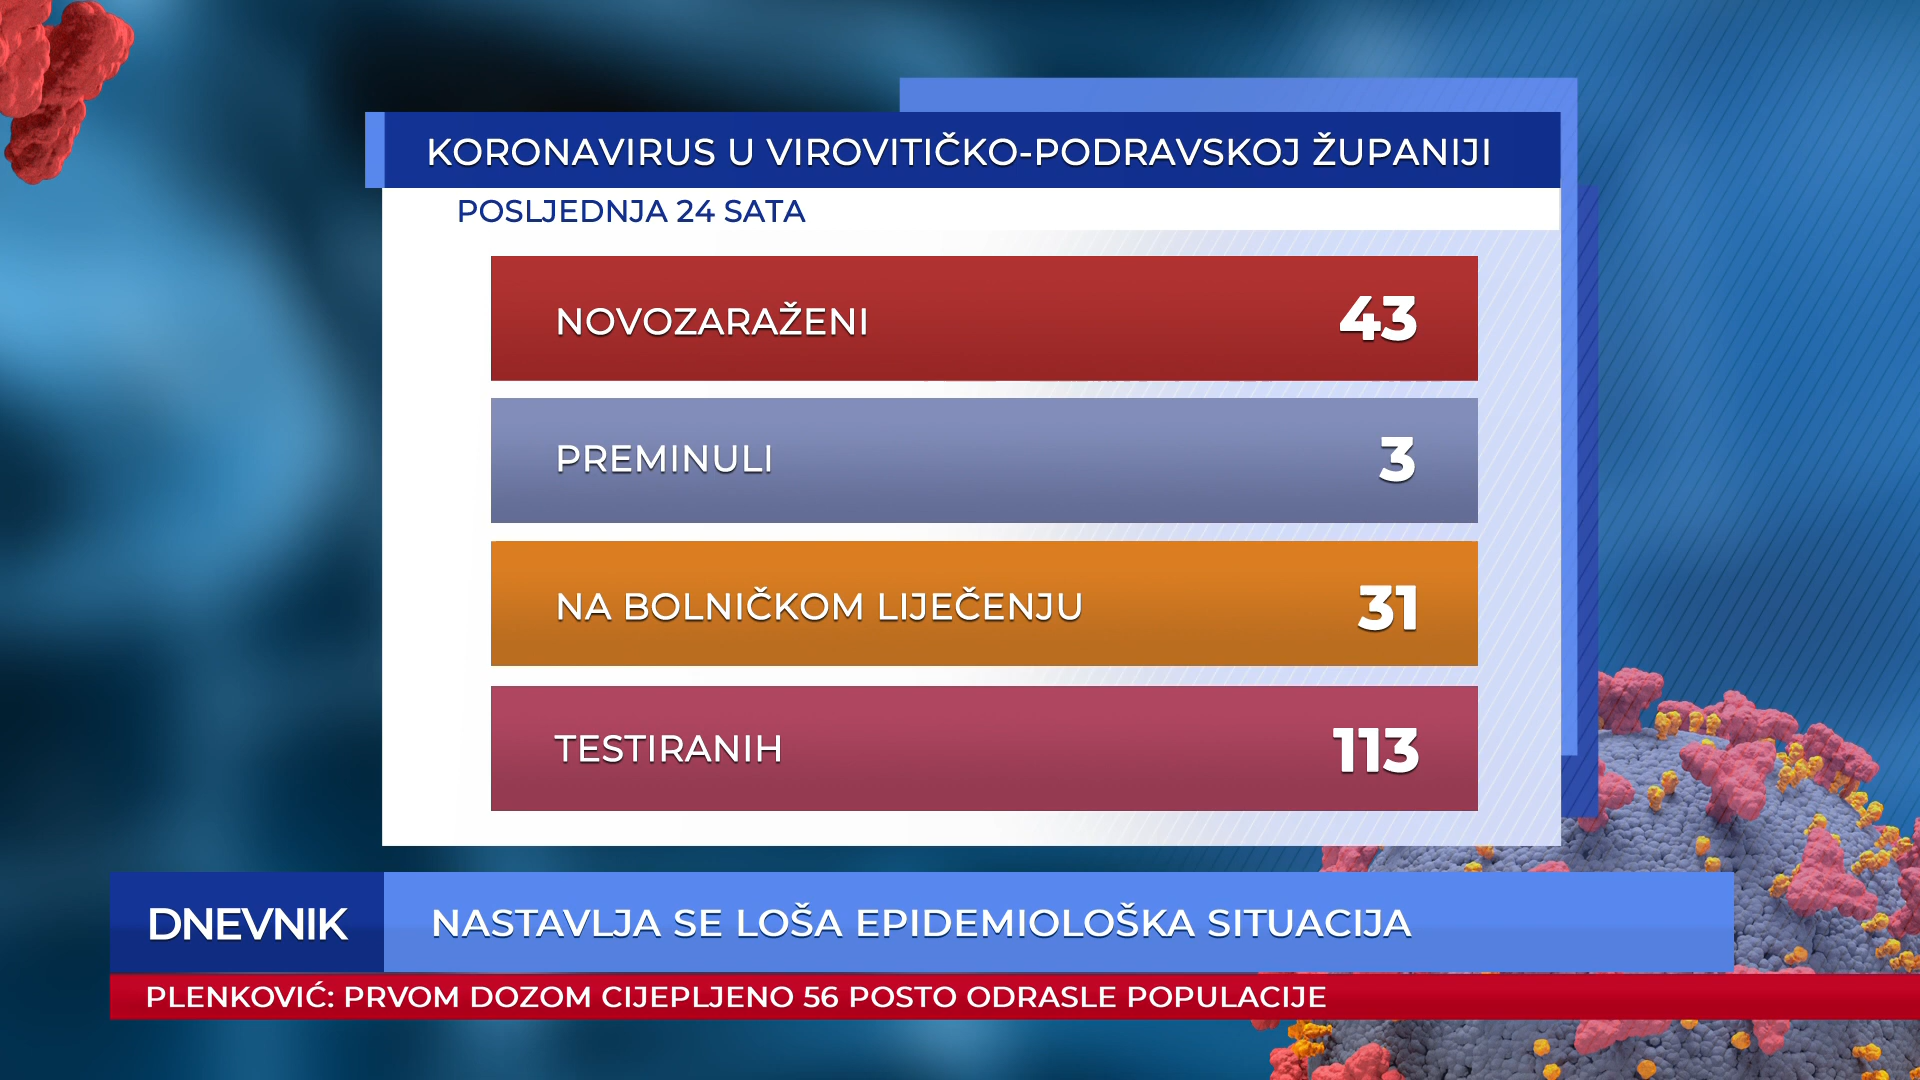 KORONAVIRUS U VIROVITIČKO-PODRAVSKOJ ŽUPANIJI
POSLJEDNJA 24 SATA
NOVOZARAŽENI 43
PREMINULI 3
NA BOLNIČKOM LIJEČENJU 31
TESTIRANIH 113
DNEVNIK NASTAVLJA SE LOŠA EPIDEMIOLOŠKA SITUACIJA
PLENKOVIĆ: PRVOM DOZOM CIJEPLJENO 56 POSTO ODRASLE POPULACIJE